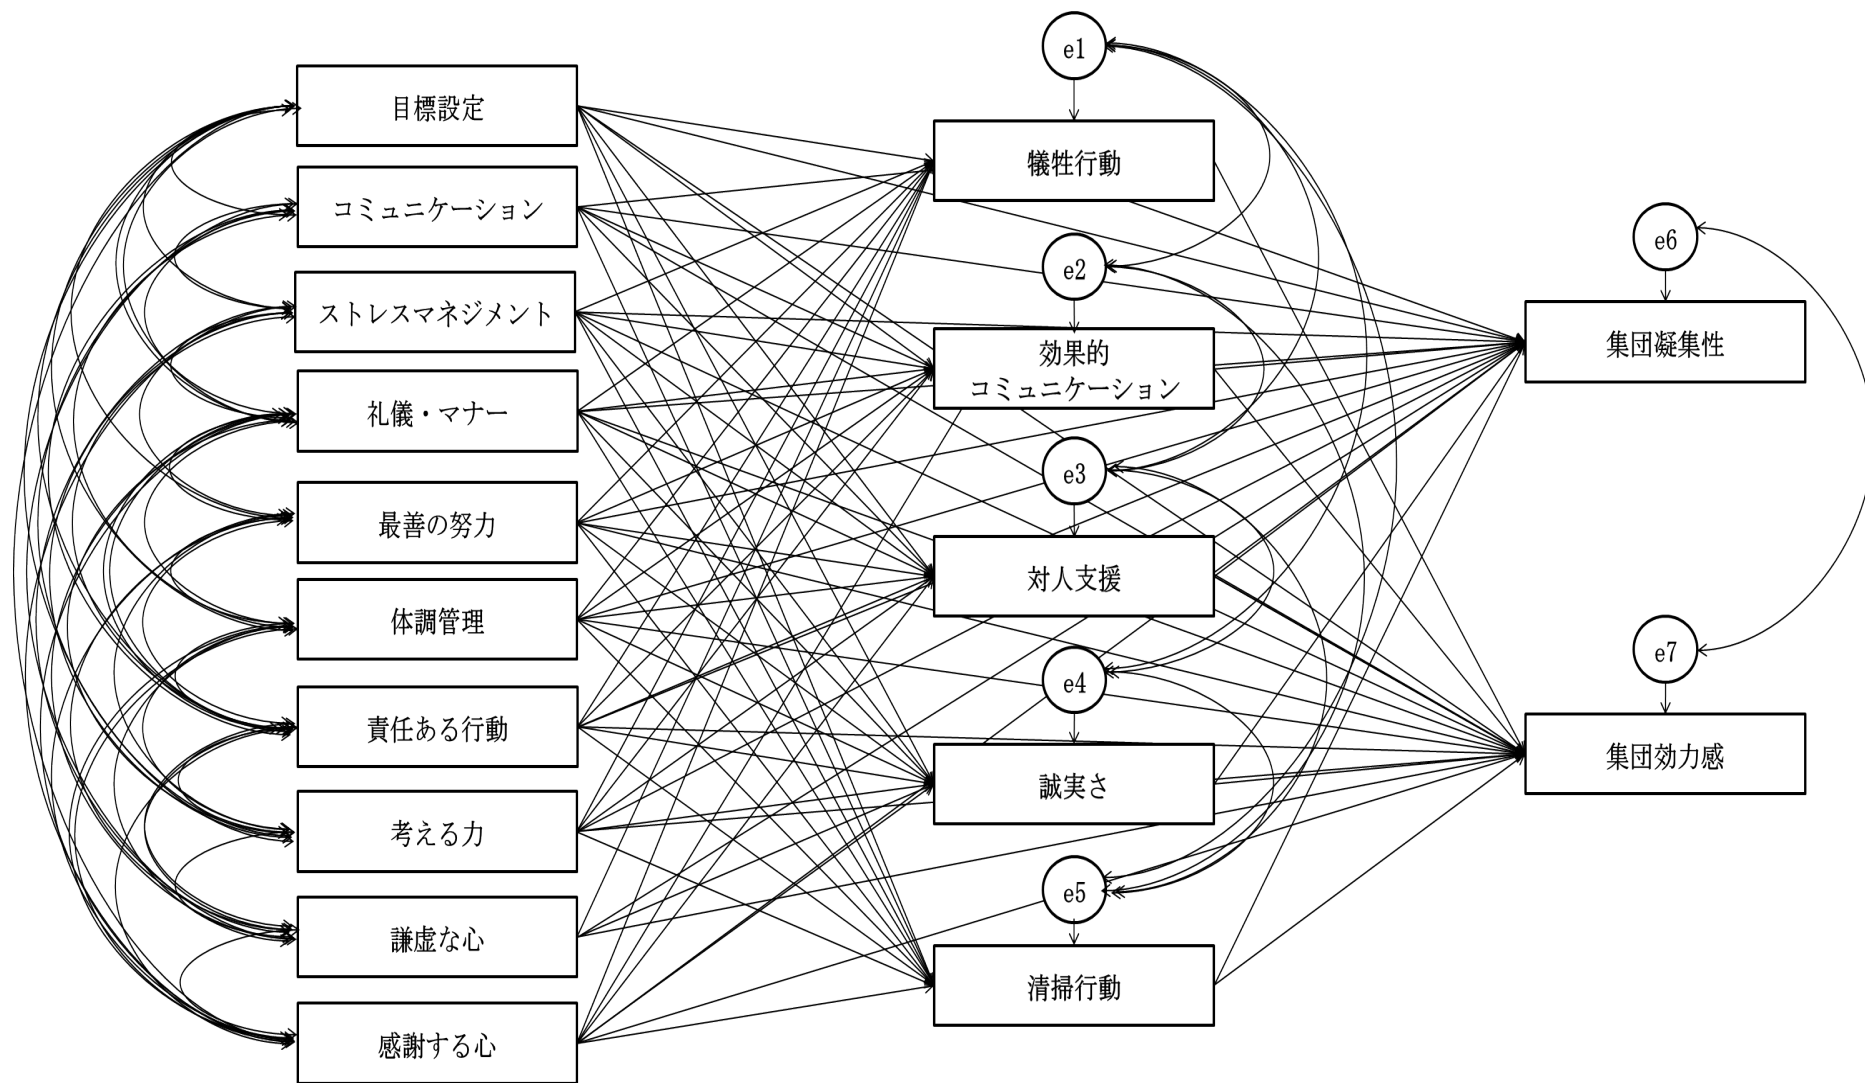 目標設定
コミュニケーション
ストレスマネジメント
礼儀・マナー
最善の努力
体調管理
責任ある行動
考える力
謙虚な心
感謝する心
e1
犠牲行動
e2
効果的
コミュニケーション
e3
対人支援
e4
誠実さ
e5
清掃行動
e6
集団凝集性
e7
集団効力感